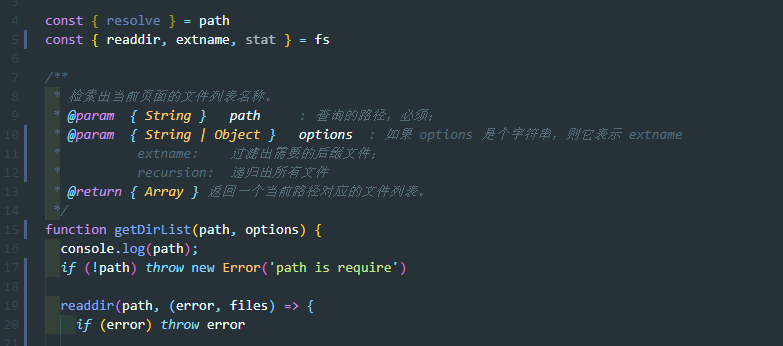 3
4 const { resolve } = path
5 const { readdir, extname, stat } = fs
6
7 /**
8 * 检索出当前页面的文件列表名称。
9 * @param { String } path : 查询的路径，必须；
10 * @param { String | Object } options : 如果 options 是个字符串，则它表示 extname
11 * extname: 过滤出需要的后缀文件；
12 * recursion: 递归出所有文件
13 * @return { Array } 返回一个当前路径对应的文件列表。
14 */
15 function getDirList(path, options) {
16 console.log(path);
17 if (!path) throw new Error('path is require')
18
19 readdir(path, (error, files) => {
20 if (error) throw error
21